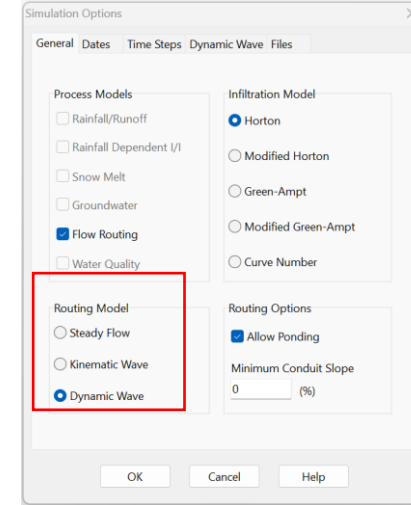 Simulation Options
General Dates Time Steps Dynamic Wave Files
Process Models
Rainfall/Runoff
Rainfall Dependent I/I
Snow Melt
Groundwater
Flow Routing
Water Quality
Infiltration Model
Horton
Modified Horton
Green-Ampt
Modified Green-Ampt
Curve Number
Routing Model
Steady Flow
Kinematic Wave
Dynamic Wave
Routing Options
Allow Ponding
Minimum Conduit Slope
0 (%)
OK Cancel Help